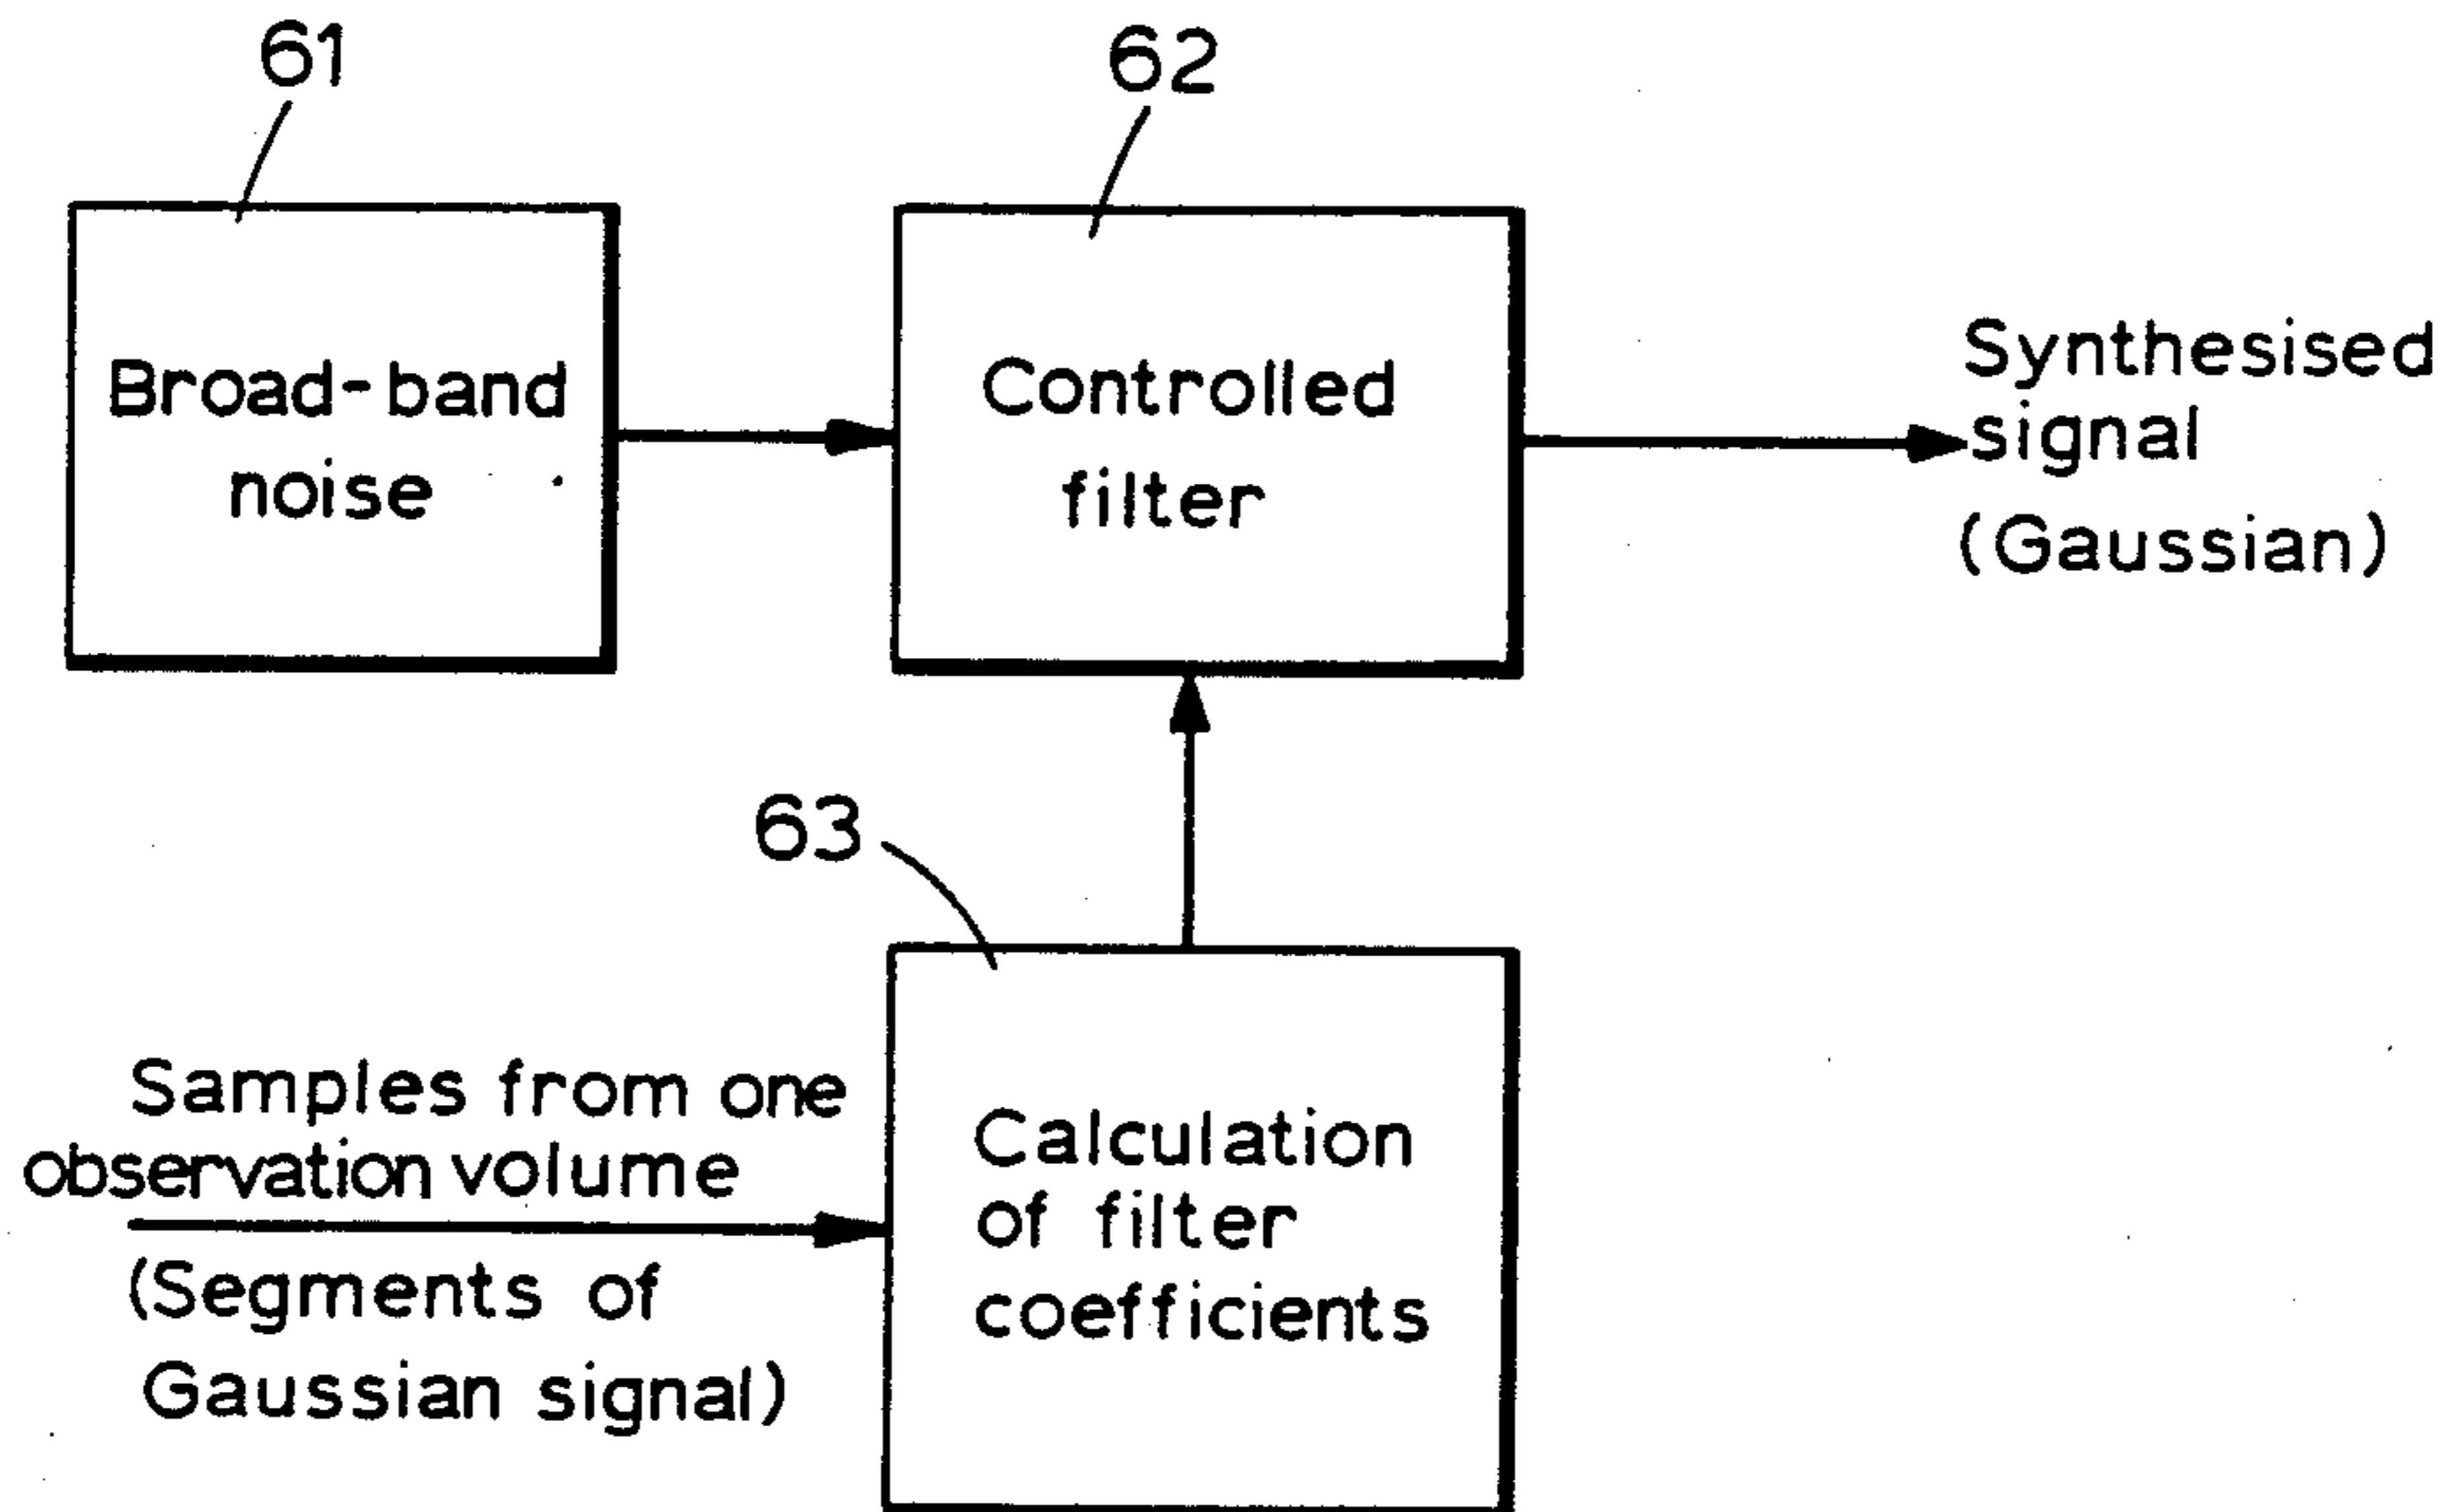 61
62
Broad-band
noise
Controlled
filter
Synthesised
signal
(Gaussian)
63
Samples from one
observation volume
(Segments of
Gaussian signal)
Calculation
of filter
coefficients